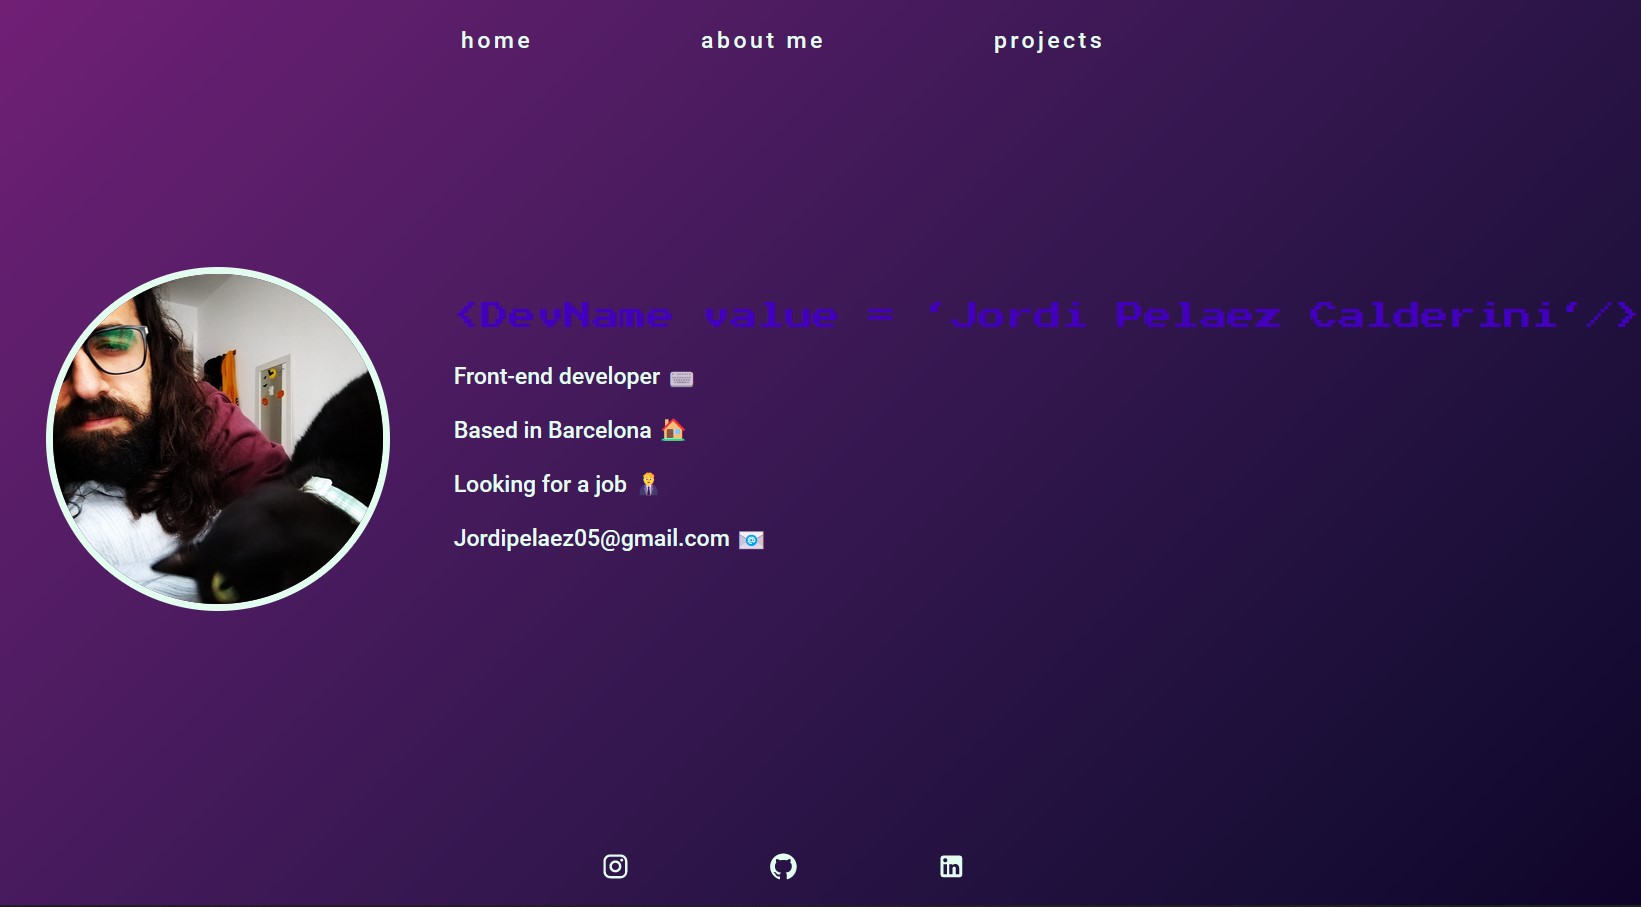 home about me projects
<DevName value = ‘Jordi Pelaez Calderini‘/>
Front-end developer ⌨️
Based in Barcelona 🏠
Looking for a job 👨‍💼
Jordipelaez05@gmail.com 📧